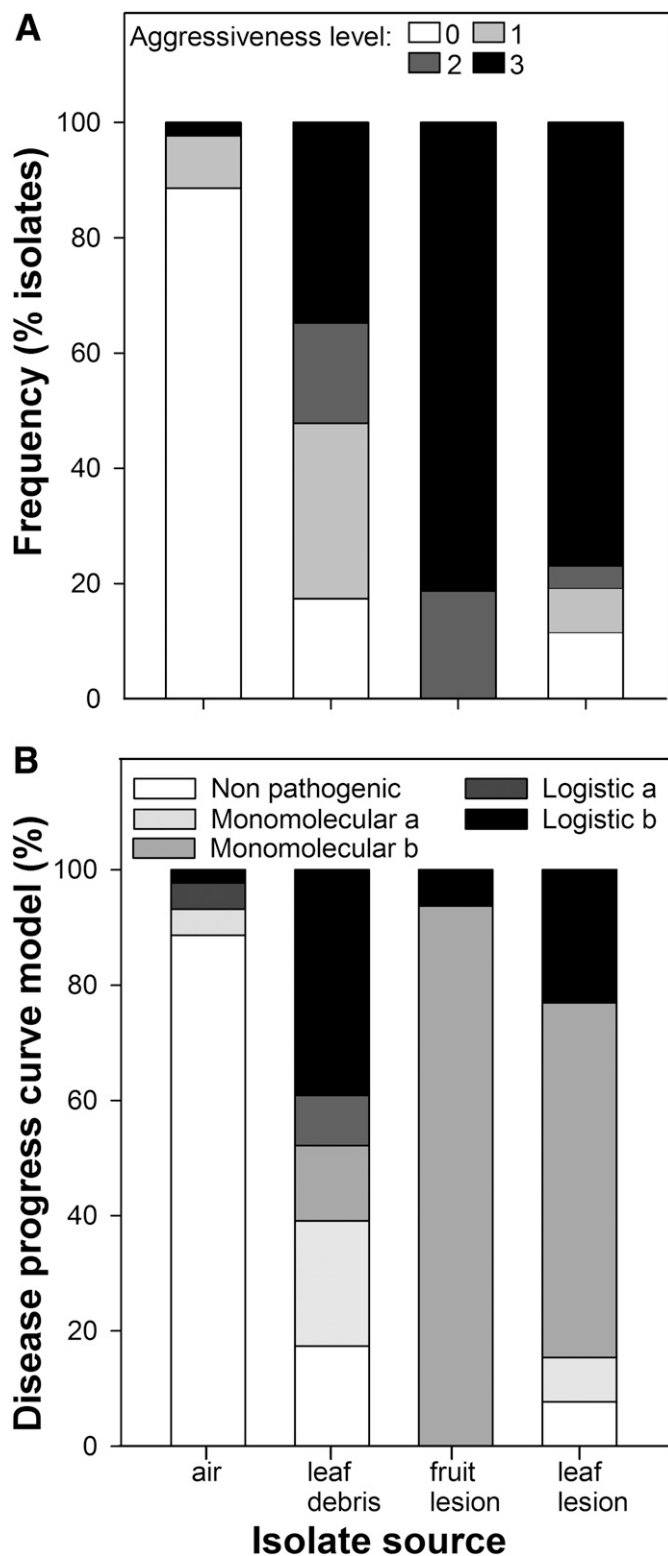 A
Aggressiveness level: 0 1
2 3
Frequency (% isolates)
100
80
60
40
20
0
B
Non pathogenic Logistic a
Monomolecular a Logistic b
Monomolecular b
Disease progress curve model (%)
100
80
60
40
20
0
air leaf fruit leaf
debris lesion lesion
Isolate source